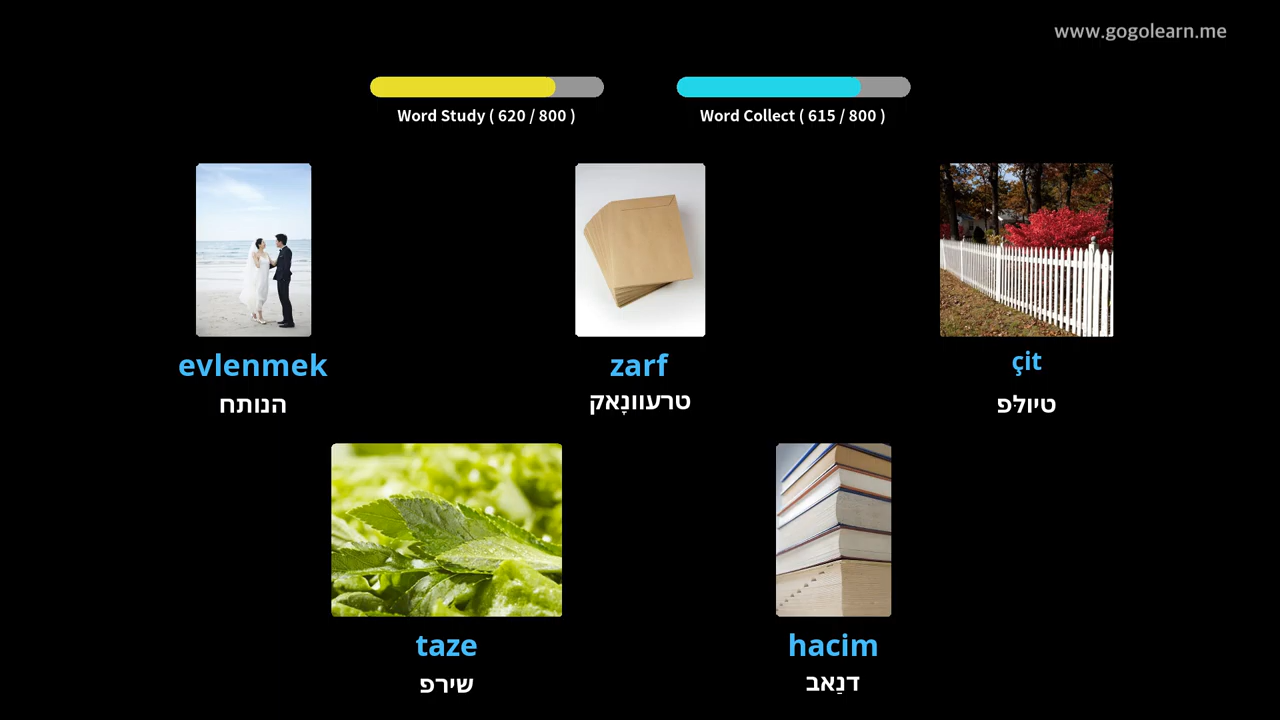 www.gogolearn.me
Word Study ( 620 / 800 )
Word Collect ( 615 / 800 )
evlenmek
הנותח
zarf
טרעוונָאק
çit
טיולּפ
taze
שירפ
hacim
דנַאב